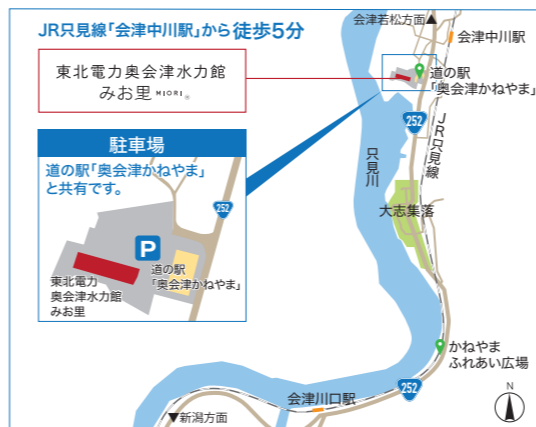 JR只見線「会津中川駅」から徒歩5分
東北電力奥会津水力館
みお里 MIORI
駐車場
道の駅「奥会津かねやま」
と共有です。
252
P
道の駅
「奥会津かねやま」
東北電力
奥会津水力館
みお里
会津若松方面▲
会津中川駅
道の駅
「奥会津かねやま」
252
JR只見線
只見川
大志集落
かねやま
ふれあい広場
252
会津川口駅
▼新潟方面
N